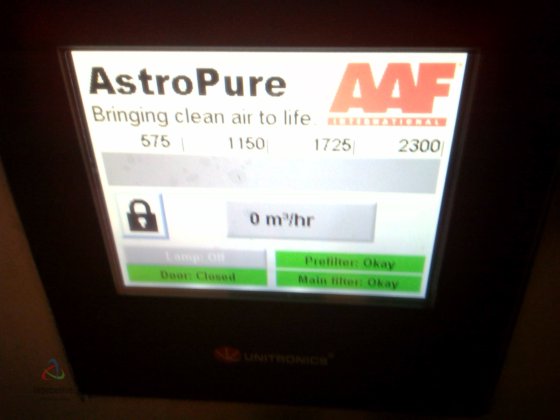 AstroPure
AAF
INTERNATIONAL
Bringing clean air to life.
575 1150 1725 2300
0 m³/hr
Lamp: Off
Prefilter: Okay
Door: Closed
Main filter: Okay
UNITRONICS